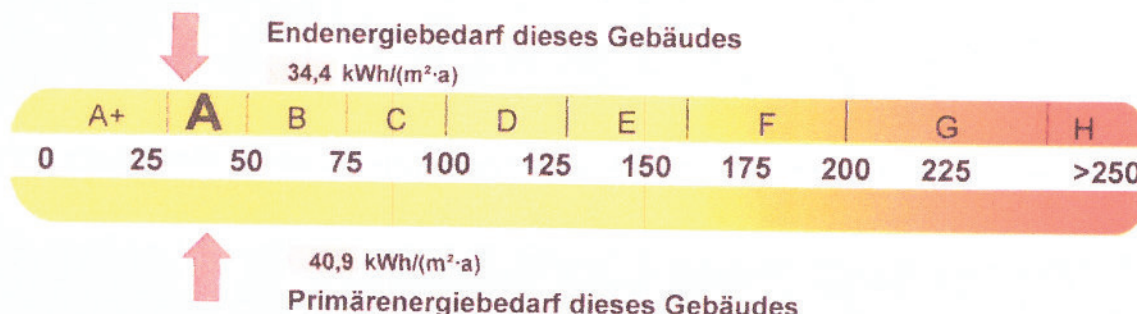 Endenergiebedarf dieses Gebäudes
34,4 kWh/(m²·a)
A+ A B C D E F G H
0 25 50 75 100 125 150 175 200 225 >250
40,9 kWh/(m²·a)
Primärenergiebedarf dieses Gebäudes